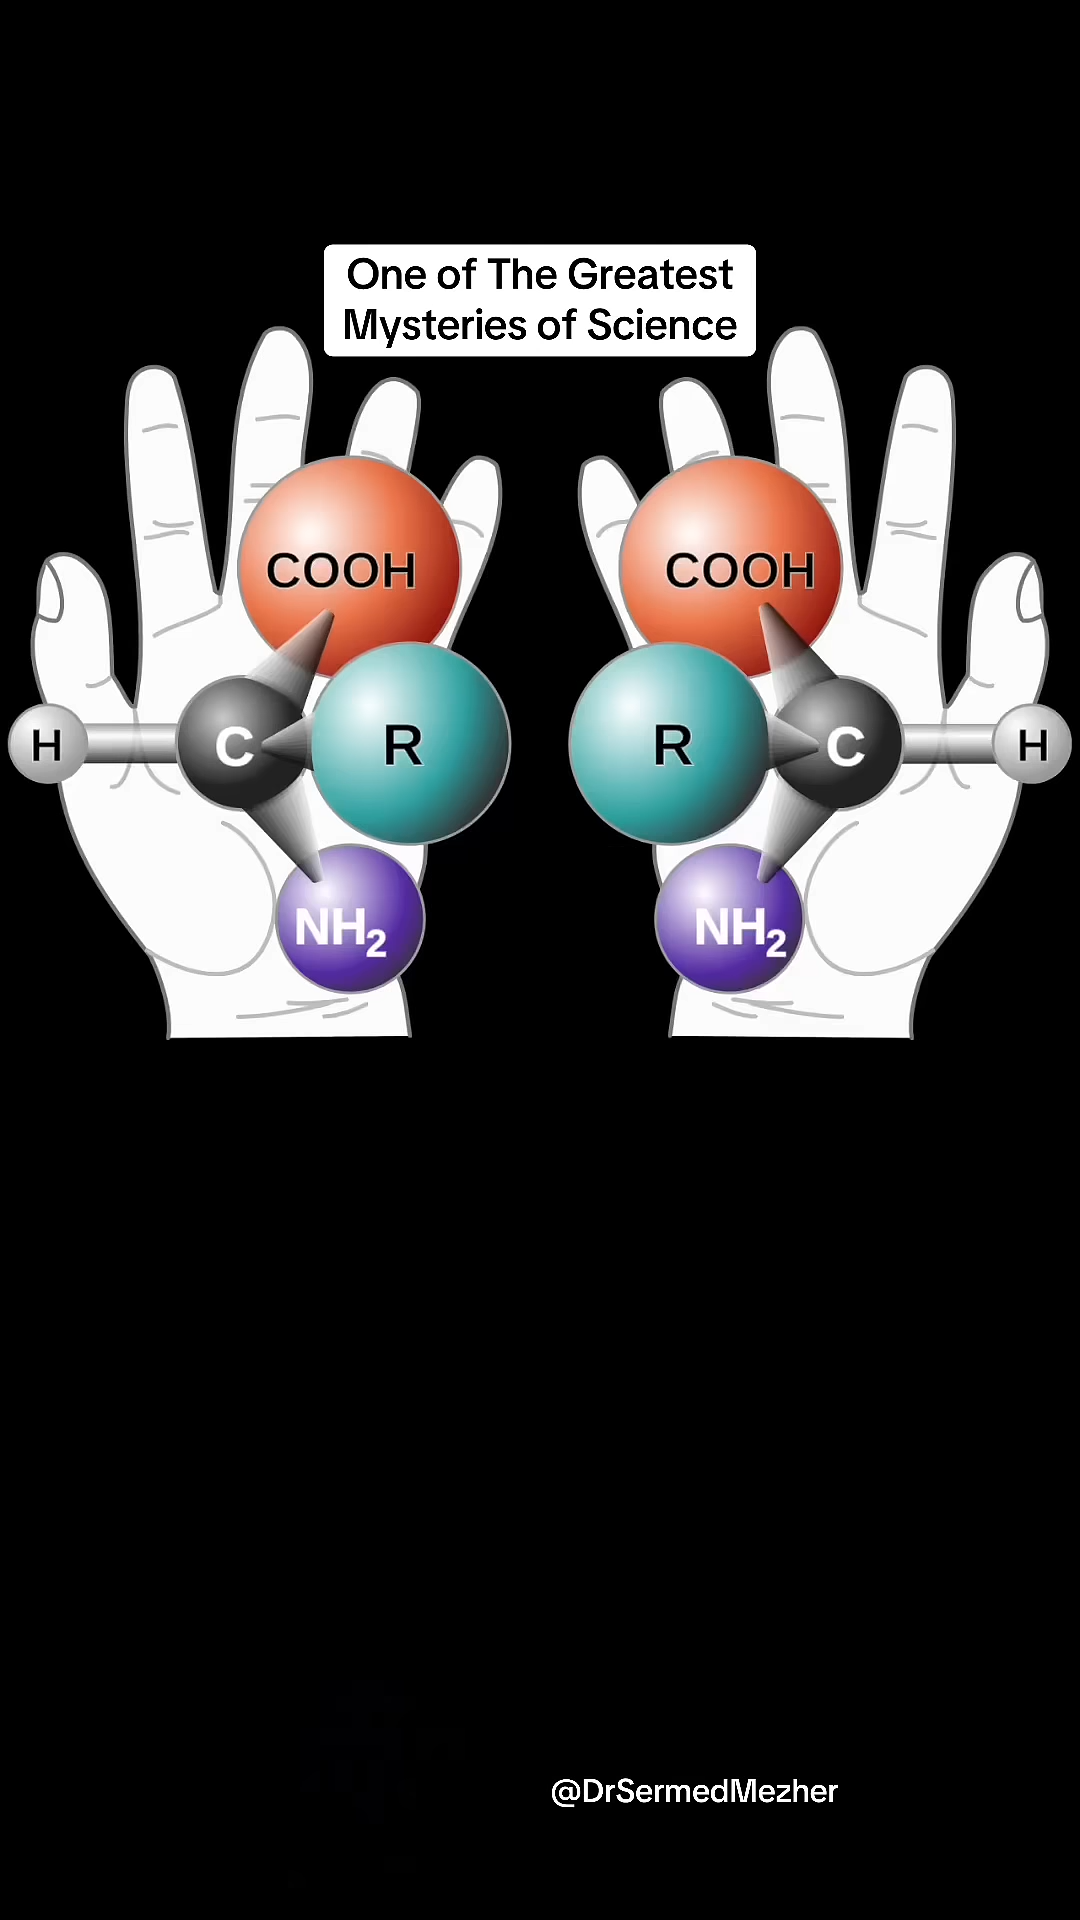 One of The Greatest
Mysteries of Science
COOH
COOH
H
C
R
R
C
H
NH₂
NH₂
@DrSermedMezher